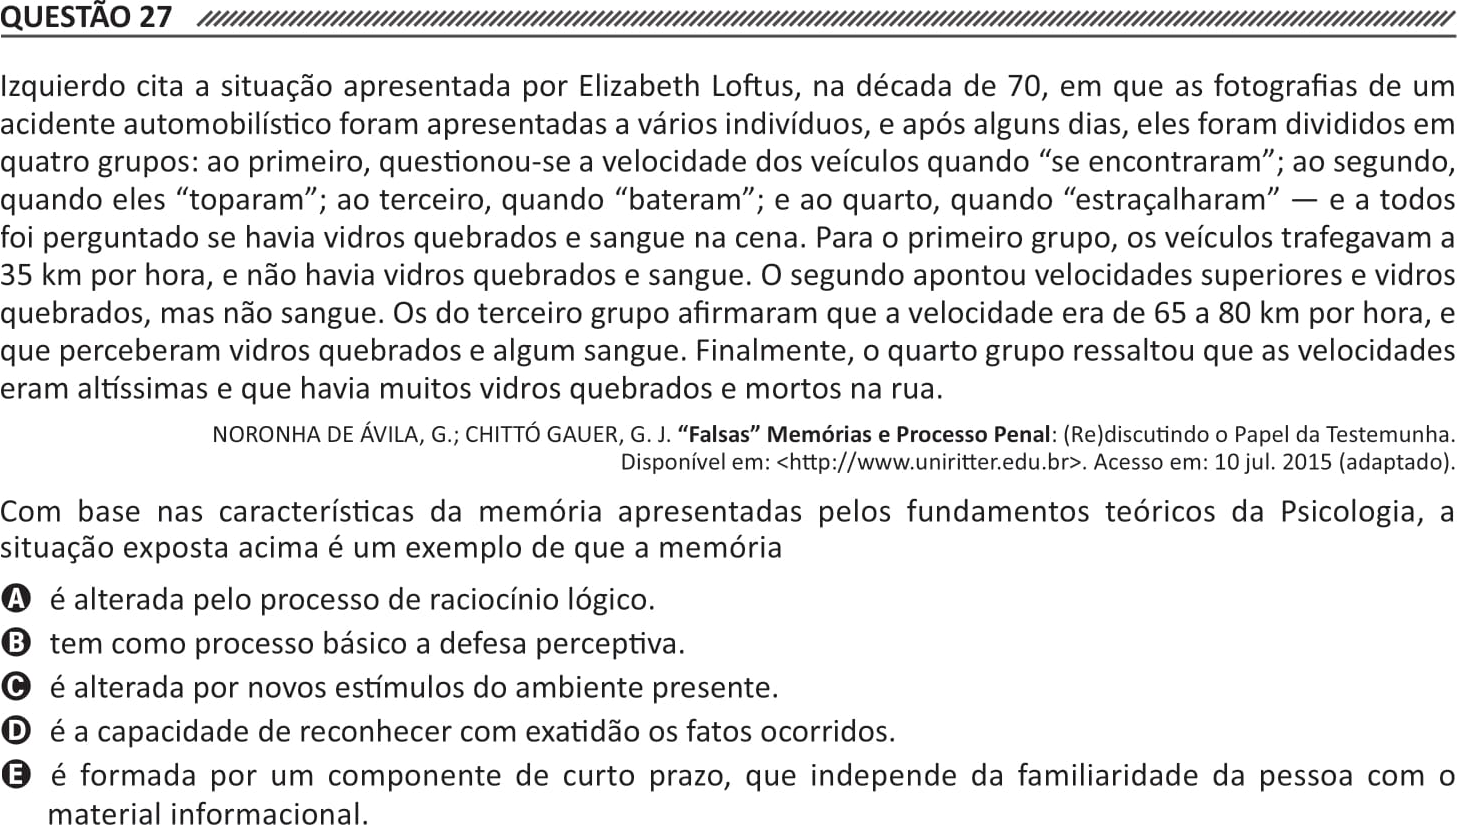 QUESTÃO 27
Izquierdo cita a situação apresentada por Elizabeth Loftus, na década de 70, em que as fotografias de um
acidente automobilístico foram apresentadas a vários indivíduos, e após alguns dias, eles foram divididos em
quatro grupos: ao primeiro, questionou-se a velocidade dos veículos quando “se encontraram”; ao segundo,
quando eles “toparam”; ao terceiro, quando “bateram”; e ao quarto, quando “estraçalharam” — e a todos
foi perguntado se havia vidros quebrados e sangue na cena. Para o primeiro grupo, os veículos trafegavam a
35 km por hora, e não havia vidros quebrados e sangue. O segundo apontou velocidades superiores e vidros
quebrados, mas não sangue. Os do terceiro grupo afirmaram que a velocidade era de 65 a 80 km por hora, e
que perceberam vidros quebrados e algum sangue. Finalmente, o quarto grupo ressaltou que as velocidades
eram altíssimas e que havia muitos vidros quebrados e mortos na rua.
NORONHA DE ÁVILA, G.; CHITTÓ GAUER, G. J. “Falsas” Memórias e Processo Penal: (Re)discutindo o Papel da Testemunha.
Disponível em: <http://www.uniritter.edu.br>. Acesso em: 10 jul. 2015 (adaptado).
Com base nas características da memória apresentadas pelos fundamentos teóricos da Psicologia, a
situação exposta acima é um exemplo de que a memória
A é alterada pelo processo de raciocínio lógico.
B tem como processo básico a defesa perceptiva.
C é alterada por novos estímulos do ambiente presente.
D é a capacidade de reconhecer com exatidão os fatos ocorridos.
E é formada por um componente de curto prazo, que independe da familiaridade da pessoa com o
material informacional.